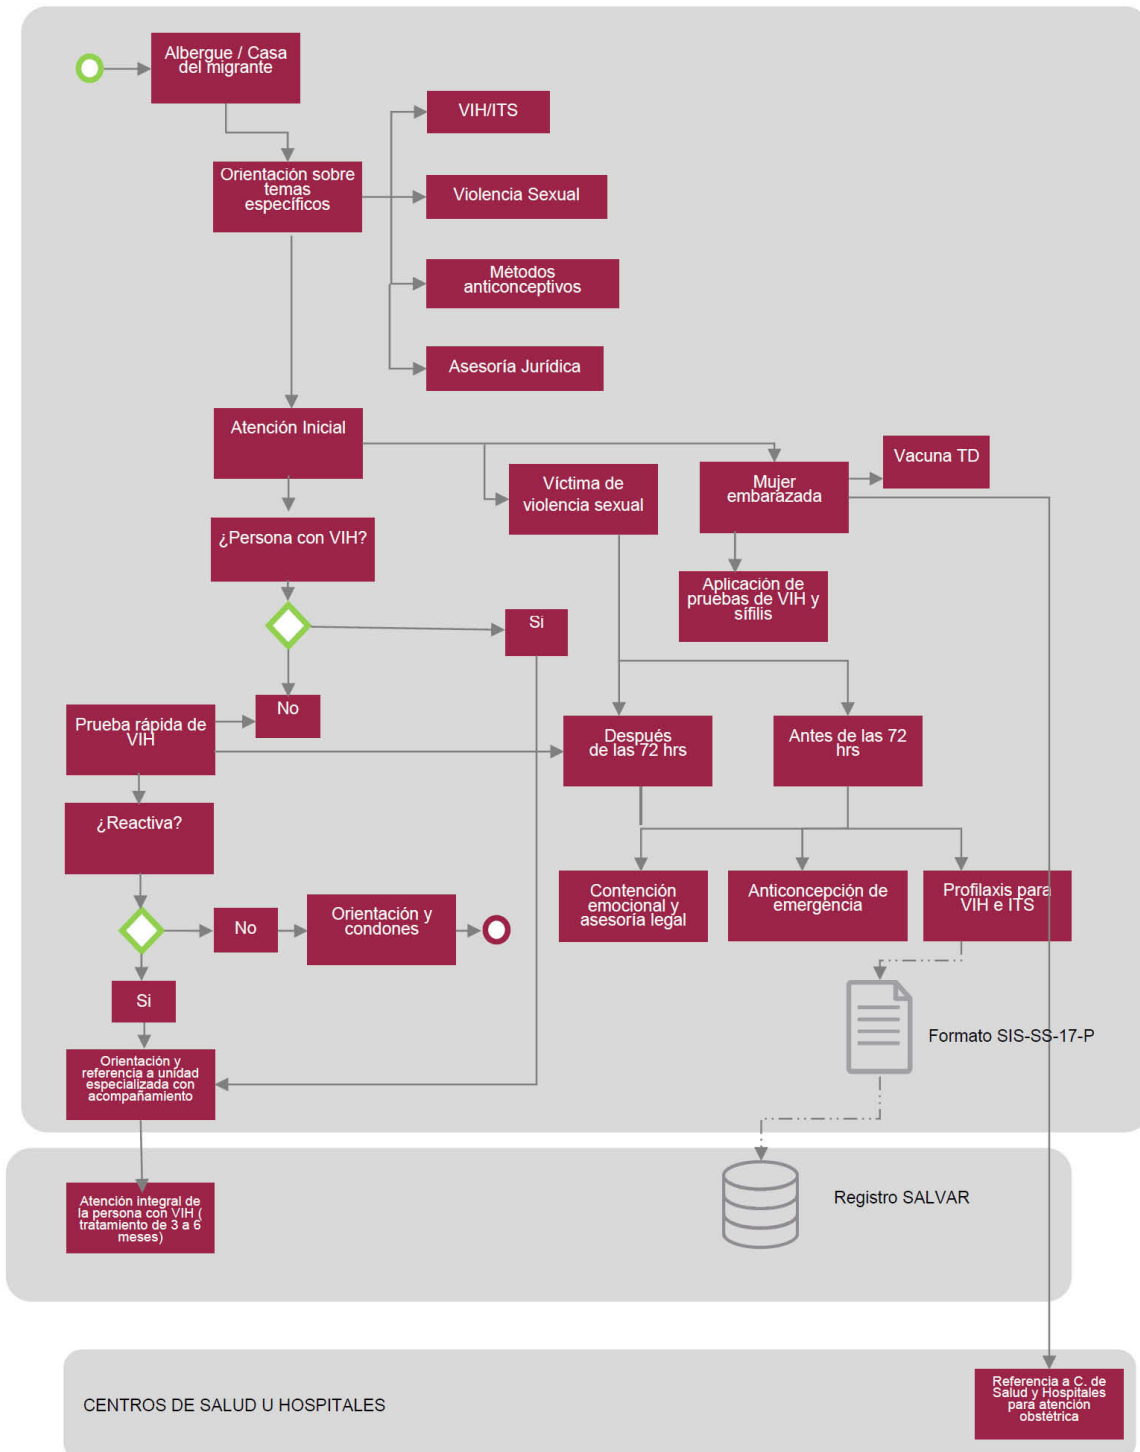 Albergue / Casa
del migrante
VIH/ITS
Orientación sobre
temas
específicos
Violencia Sexual
Métodos
anticonceptivos
Asesoría Jurídica
Atención Inicial
Vacuna TD
Víctima de
violencia sexual
Mujer
embarazada
¿Persona con VIH?
Aplicación de
pruebas de VIH y
sífilis
Si
No
Prueba rápida de
VIH
Después
de las 72 hrs
Antes de las 72
hrs
¿Reactiva?
Contención
emocional y
asesoría legal
Anticoncepción de
emergencia
Profilaxis para
VIH e ITS
No
Orientación y
condones
Si
Formato SIS-SS-17-P
Orientación y
referencia a unidad
especializada con
acompañamiento
Atención integral de
la persona con VIH (
tratamiento de 3 a 6
meses)
Registro SALVAR
CENTROS DE SALUD U HOSPITALES
Referencia a C. de
Salud y Hospitales
para atención
obstétrica